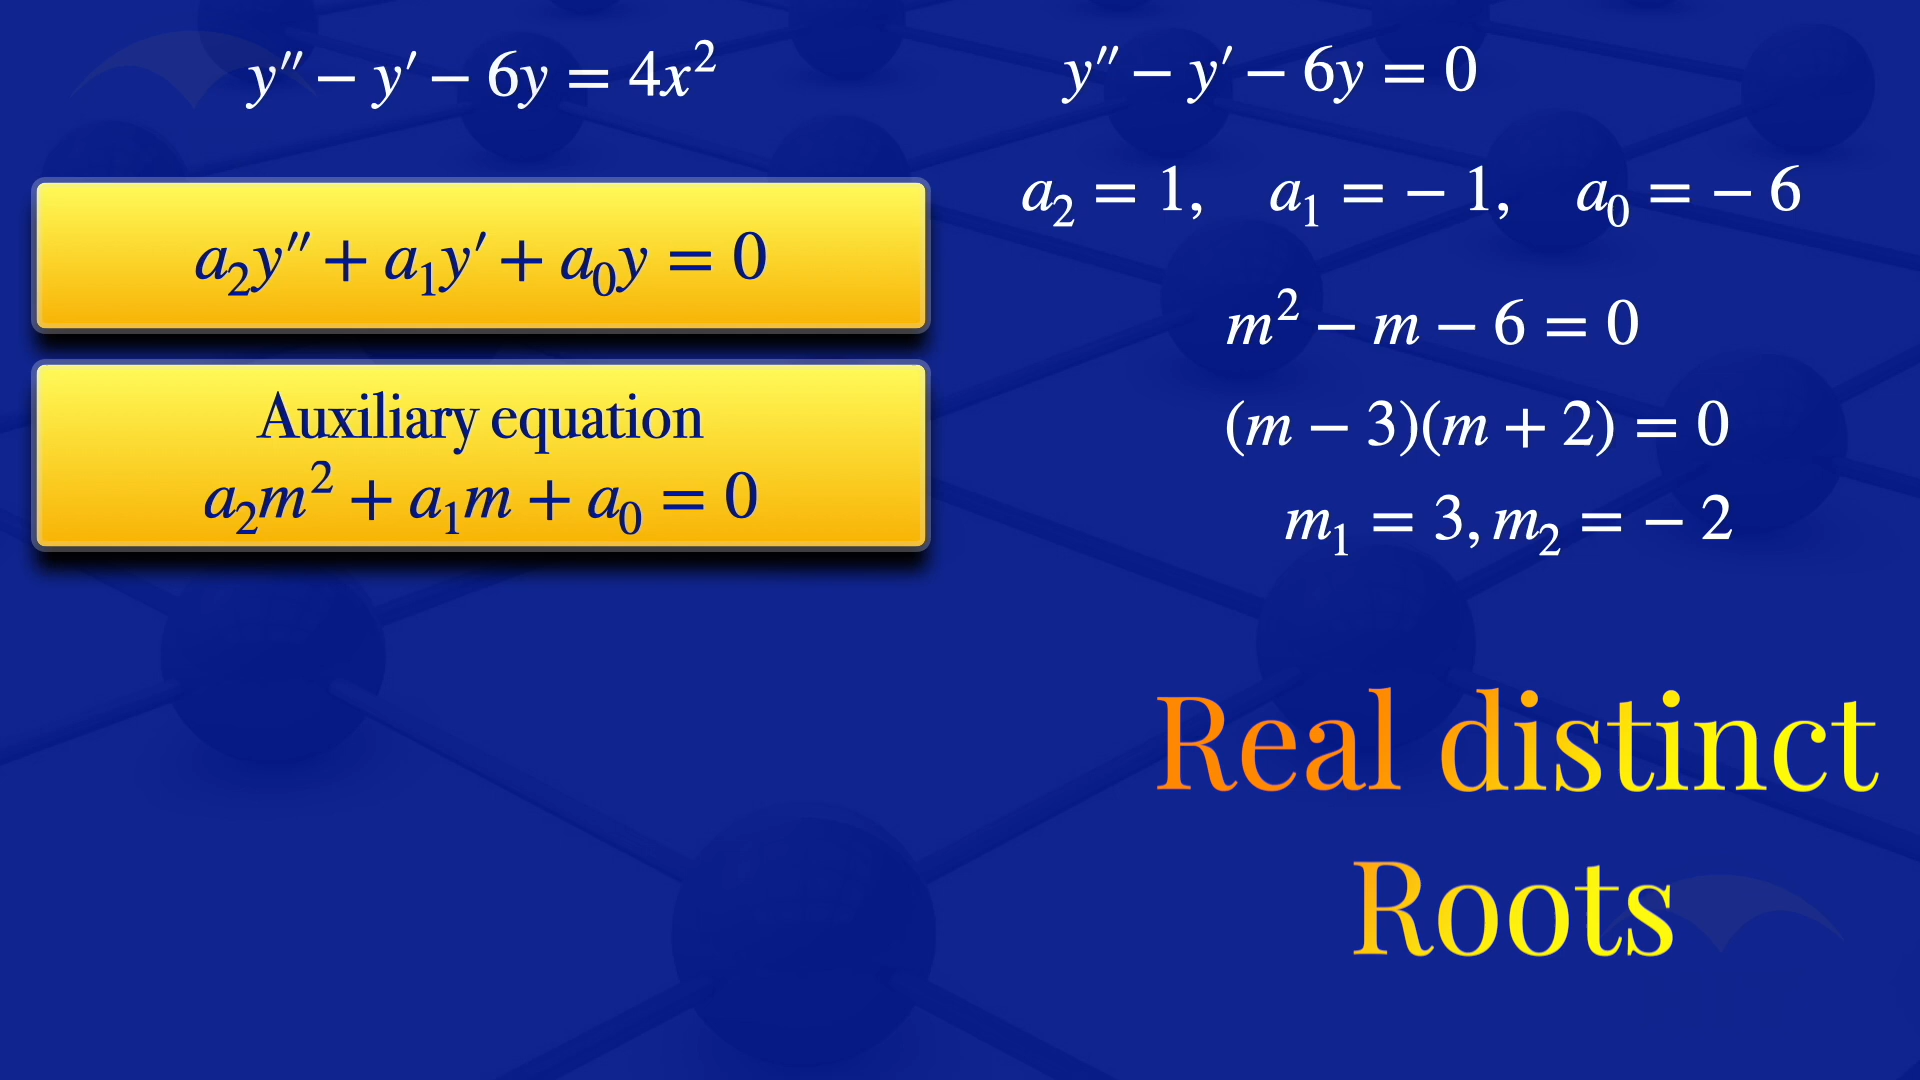 y″ − y′ − 6y = 4x²
a₂y″ + a₁y′ + a₀y = 0
Auxiliary equation
a₂m² + a₁m + a₀ = 0
y″ − y′ − 6y = 0
a₂ = 1, a₁ = − 1, a₀ = − 6
m² − m − 6 = 0
(m − 3)(m + 2) = 0
m₁ = 3, m₂ = − 2
Real distinct
Roots